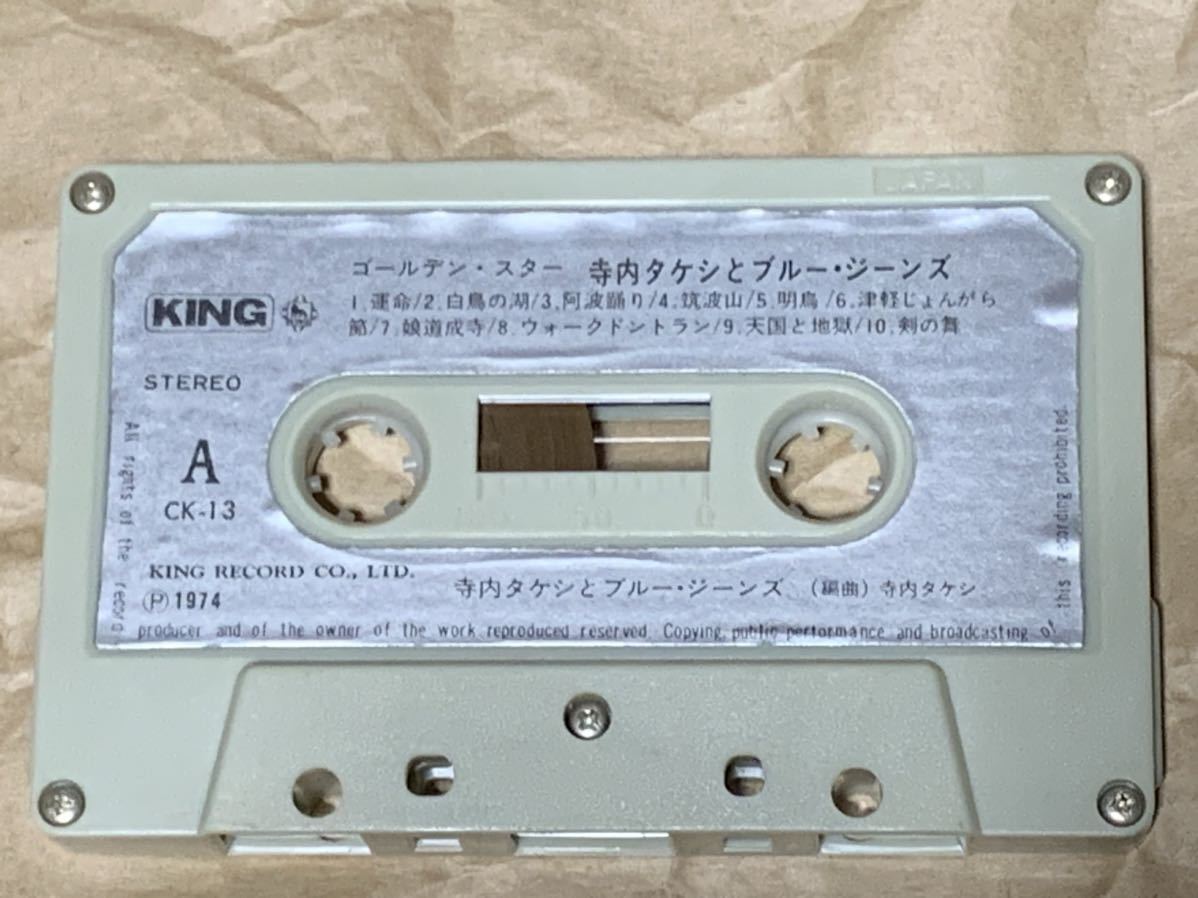 JAPAN
ゴールデン・スター 寺内タケシとブルー・ジーンズ
KING
1.運命/2.白鳥の湖/3.阿波踊り/4.筑波山/5.明烏/6.津軽じょんがら
節/7.娘道成寺/8.ウォークドントラン/9.天国と地獄/10.剣の舞
STEREO
A
CK-13
100 50 0
KING RECORD CO., LTD.
Ⓟ1974
寺内タケシとブルー・ジーンズ (編曲)寺内タケシ
All rights of the record producer and of the owner of the work reproduced reserved. Copying, public performance and broadcasting of this recording prohibited.